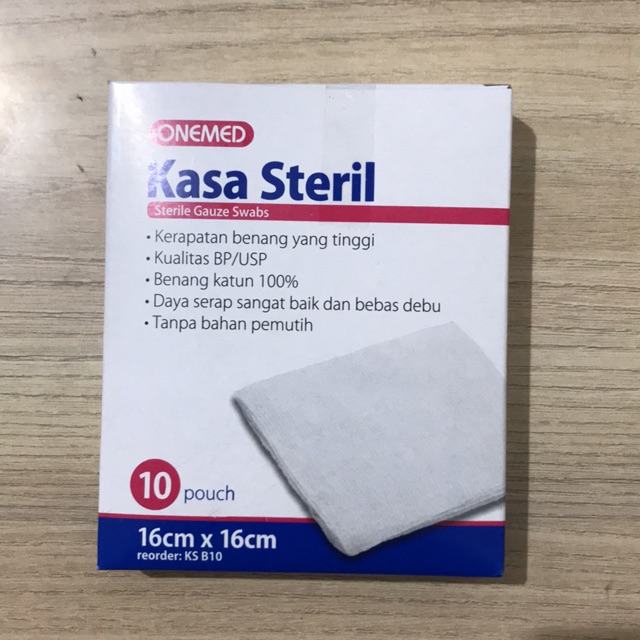 ONEMED
Kasa Steril
Sterile Gauze Swabs
• Kerapatan benang yang tinggi
• Kualitas BP/USP
• Benang katun 100%
• Daya serap sangat baik dan bebas debu
• Tanpa bahan pemutih
10 pouch
16cm x 16cm
reorder: KS B10